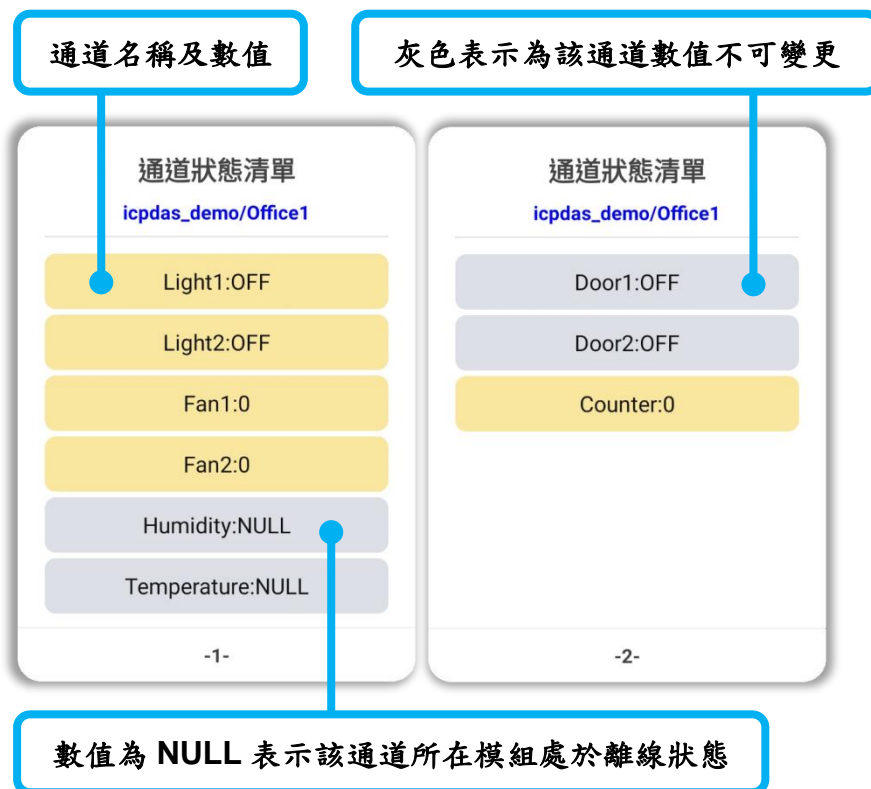 通道名稱及數值
灰色表示為該通道數值不可變更
通道狀態清單
icpdas_demo/Office1
Light1:OFF
Light2:OFF
Fan1:0
Fan2:0
Humidity:NULL
Temperature:NULL
-1-
通道狀態清單
icpdas_demo/Office1
Door1:OFF
Door2:OFF
Counter:0
-2-
數值為 NULL 表示該通道所在模組處於離線狀態